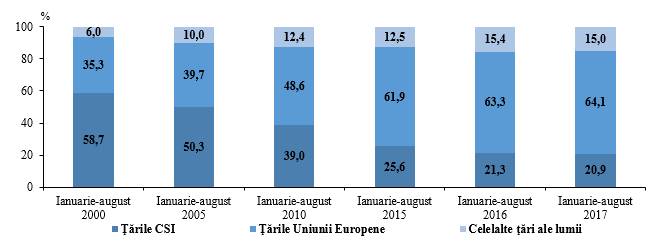 %
100
80
60
40
20
0
6,0 10,0 12,4 12,5 15,4 15,0
35,3 39,7 48,6 61,9 63,3 64,1
58,7 50,3 39,0 25,6 21,3 20,9
Ianuarie-august Ianuarie-august Ianuarie-august Ianuarie-august Ianuarie-august Ianuarie-august
2000 2005 2010 2015 2016 2017
Ţările CSI Ţările Uniunii Europene Celelalte ţări ale lumii